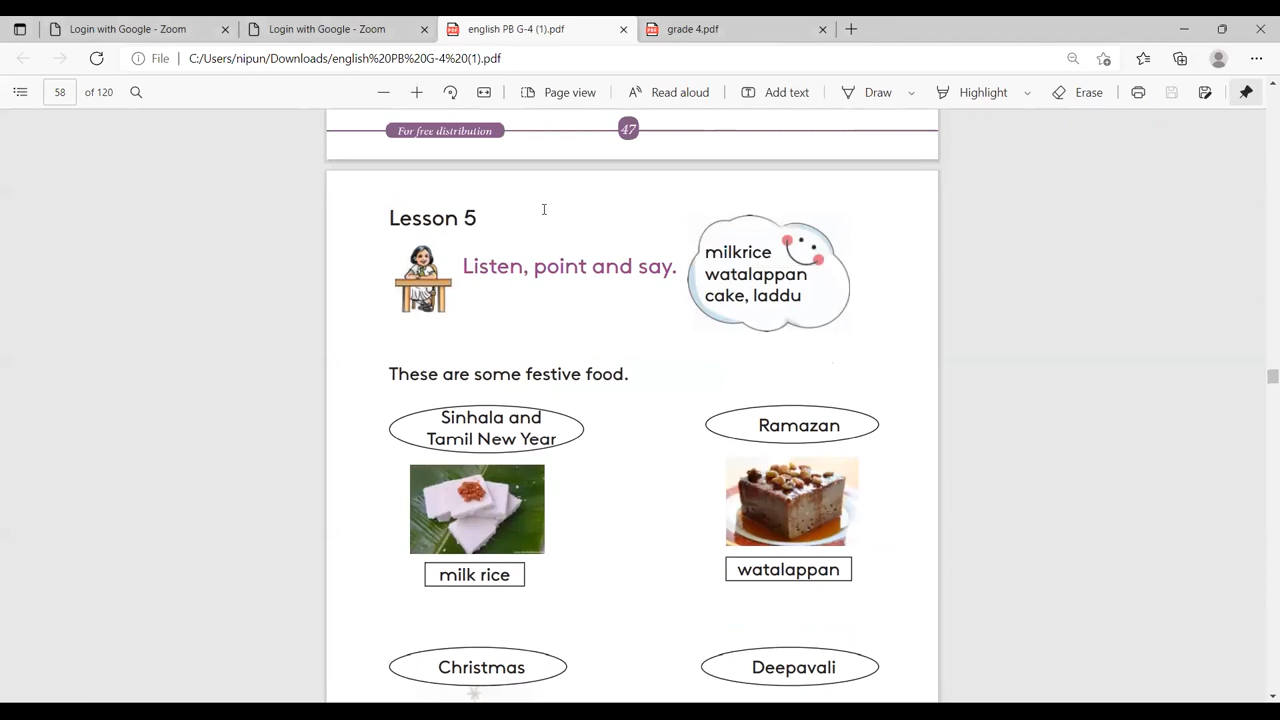 Login with Google - Zoom
Login with Google - Zoom
english PB G-4 (1).pdf
grade 4.pdf
File
C:/Users/nipun/Downloads/english%20PB%20G-4%20(1).pdf
58
of 120
Page view
Read aloud
Add text
Draw
Highlight
Erase
For free distribution
47
Lesson 5
Listen, point and say.
milkrice
watalappan
cake, laddu
These are some festive food.
Sinhala and
Tamil New Year
Ramazan
milk rice
watalappan
Christmas
Deepavali